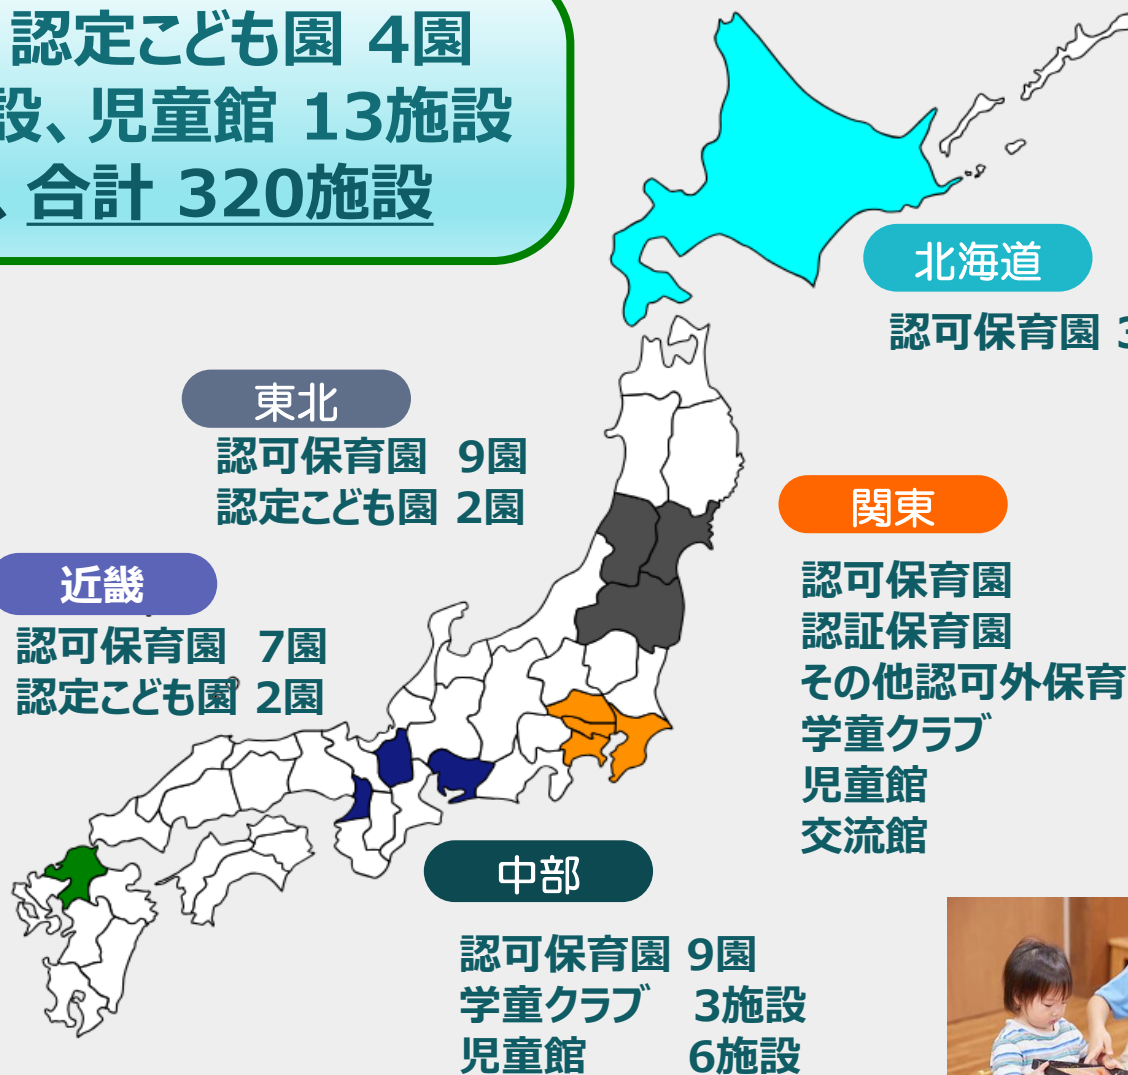 認定こども園 4園
設、児童館 13施設
、合計 320施設
北海道
認可保育園 3
東北
認可保育園 9園
認定こども園 2園
関東
認可保育園
認証保育園
その他認可外保育
学童クラブ
児童館
交流館
近畿
認可保育園 7園
認定こども園 2園
中部
認可保育園 9園
学童クラブ 3施設
児童館 6施設